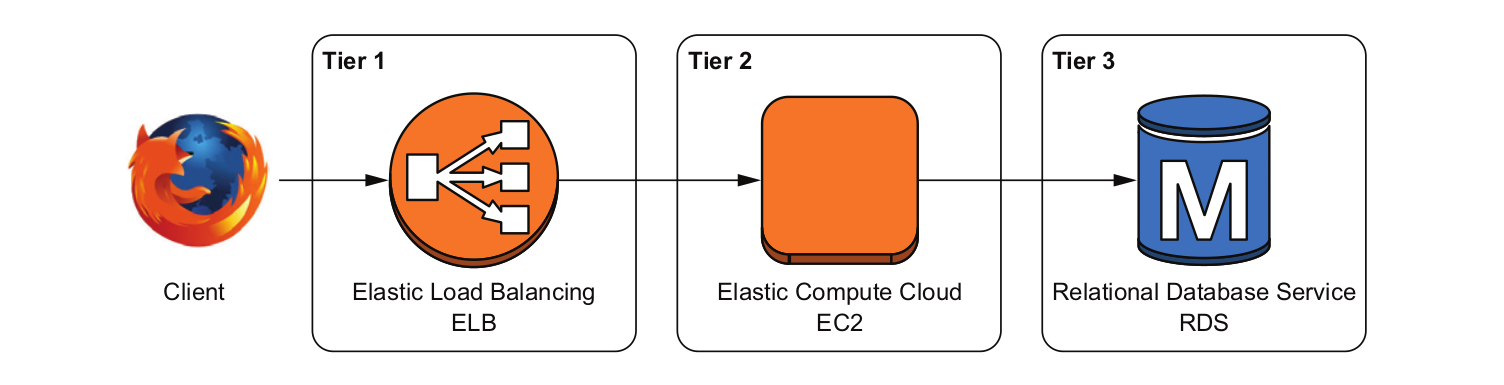 Tier 1
Tier 2
Tier 3
M
Client
Elastic Load Balancing
ELB
Elastic Compute Cloud
EC2
Relational Database Service
RDS